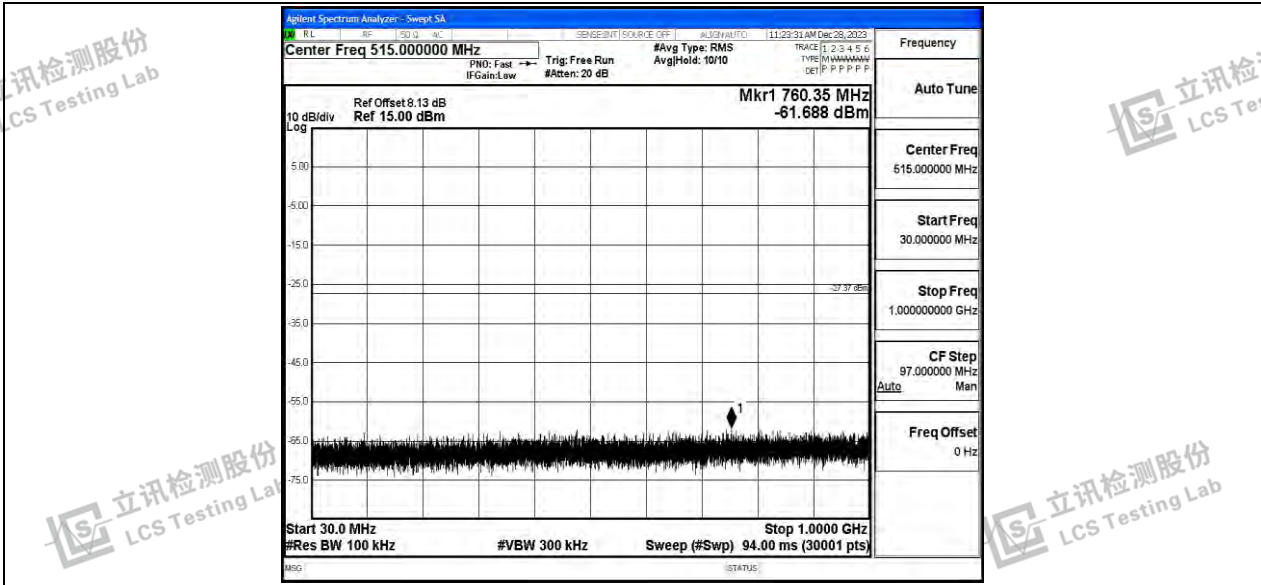 Agilent Spectrum Analyzer - Swept SA
RL RF 50 Ω AC SENSE:INT SOURCE OFF ALIGN AUTO 11:23:31 AM Dec 28, 2023
Center Freq 515.000000 MHz
PNO: Fast
IFGain:Low
Trig: Free Run
#Atten: 20 dB
#Avg Type: RMS
Avg|Hold: 10/10
TRACE 1 2 3 4 5 6
TYPE M WWWWW
DET P P P P P P
Mkr1 760.35 MHz
-61.688 dBm
Ref Offset 8.13 dB
Ref 15.00 dBm
10 dB/div
Log
5.00
-5.00
-15.0
-25.0
-27.37 dBm
-35.0
-45.0
-55.0
1
-65.0
-75.0
Start 30.0 MHz
Stop 1.0000 GHz
#Res BW 100 kHz
#VBW 300 kHz
Sweep (#Swp) 94.00 ms (30001 pts)
MSG
STATUS
Frequency
Auto Tune
Center Freq
515.000000 MHz
Start Freq
30.000000 MHz
Stop Freq
1.000000000 GHz
CF Step
97.000000 MHz
Auto Man
Freq Offset
0 Hz
立讯检测股份
LCS Testing Lab
立讯检
LCS Tes
立讯检测股份
LCS Testing Lab
立讯检测股份
LCS Testing Lab